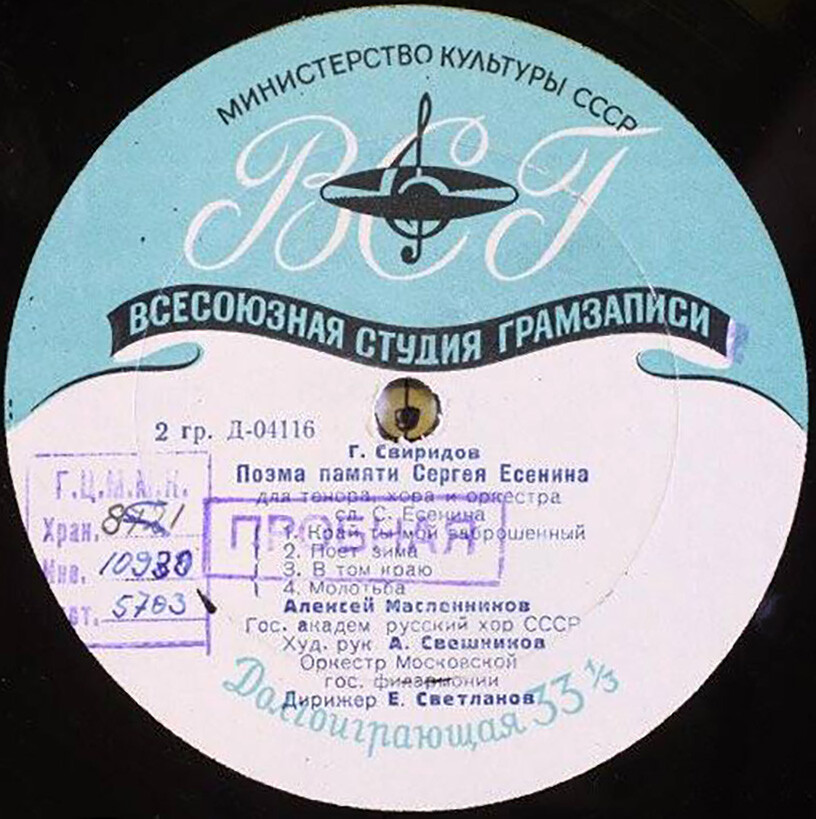 МИНИСТЕРСТВО КУЛЬТУРЫ СССР
ВСГ
ВСЕСОЮЗНАЯ СТУДИЯ ГРАМЗАПИСИ
2 гр. Д-04116
Г. Свиридов
Поэма памяти Сергея Есенина
для тенора, хора и оркестра
сл. С. Есенина
1. Край ты мой заброшенный
2. Поет зима
3. В том краю
4. Молотьба
Алексей Масленников
Гос. академ русский хор СССР
Худ. рук А. Свешников
Оркестр Московской
гос. филармонии
Дирижер Е. Светланов
Долгоиграющая 33 1/3
Г.Ц.М.М.К.
Хран.
Инв. 10930
5703
ПРОБНАЯ